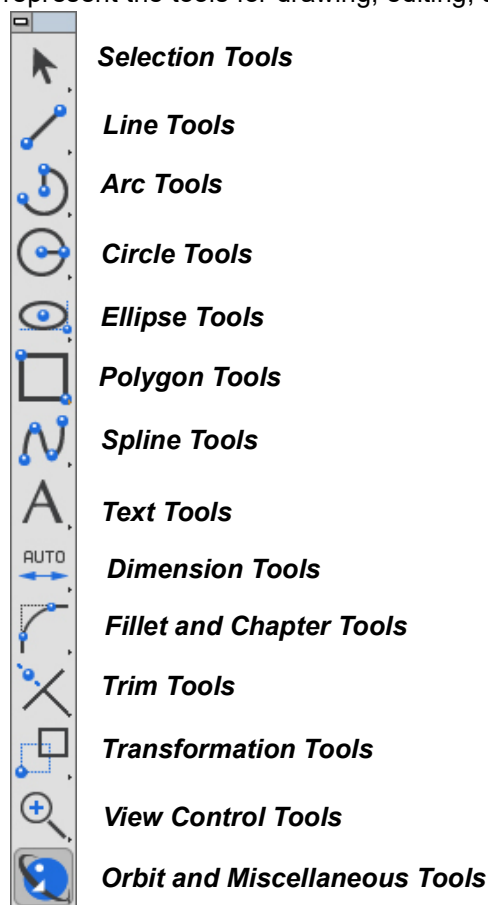 represent the tools for drawing, editing,
Selection Tools
Line Tools
Arc Tools
Circle Tools
Ellipse Tools
Polygon Tools
Spline Tools
A
Text Tools
AUTO
Dimension Tools
Fillet and Chapter Tools
Trim Tools
Transformation Tools
View Control Tools
Orbit and Miscellaneous Tools